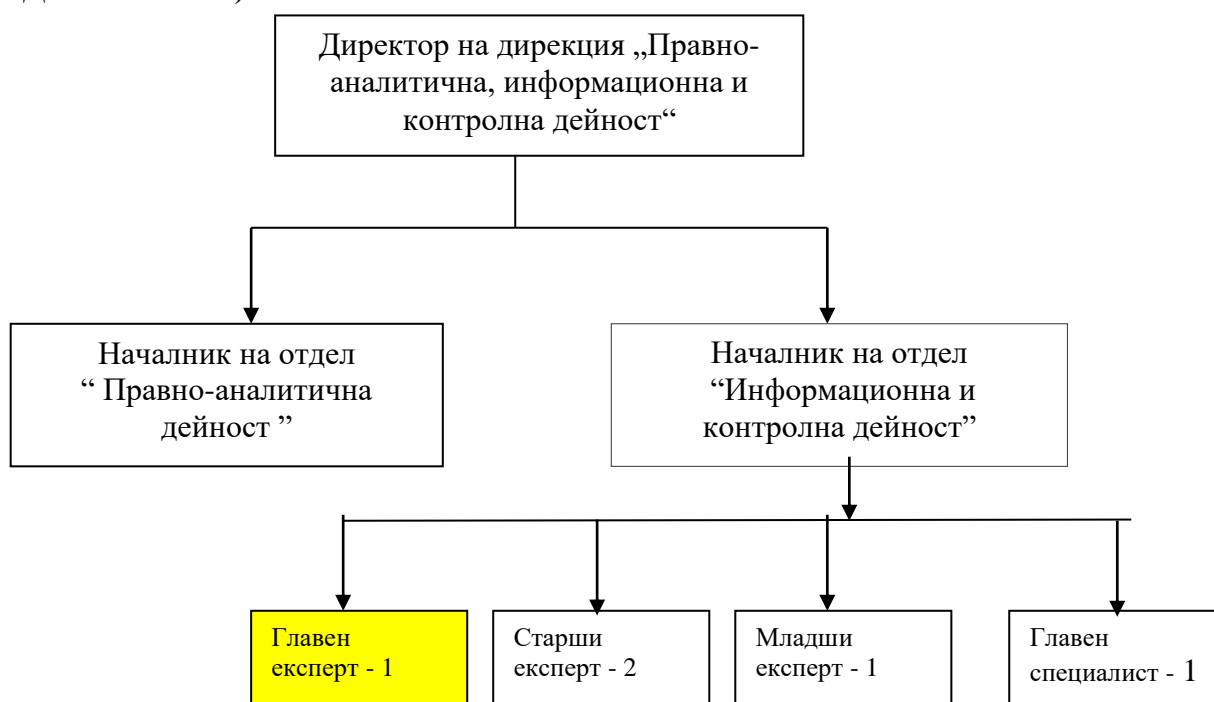 Директор на дирекция „Правно-
аналитична, информационна и
контролна дейност“
Началник на отдел
“ Правно-аналитична
дейност ”
Началник на отдел
“Информационна и
контролна дейност”
Главен
експерт - 1
Старши
експерт - 2
Младши
експерт - 1
Главен
специалист - 1